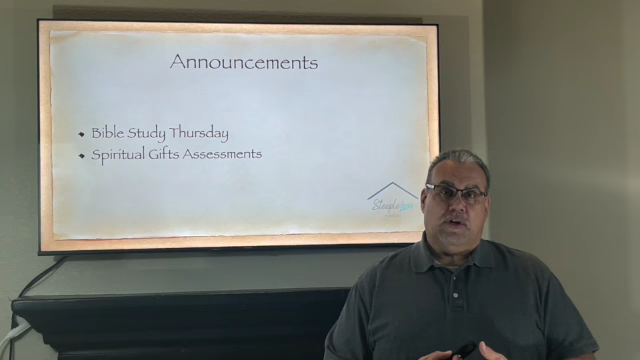 Announcements
Bible Study Thursday
Spiritual Gifts Assessments